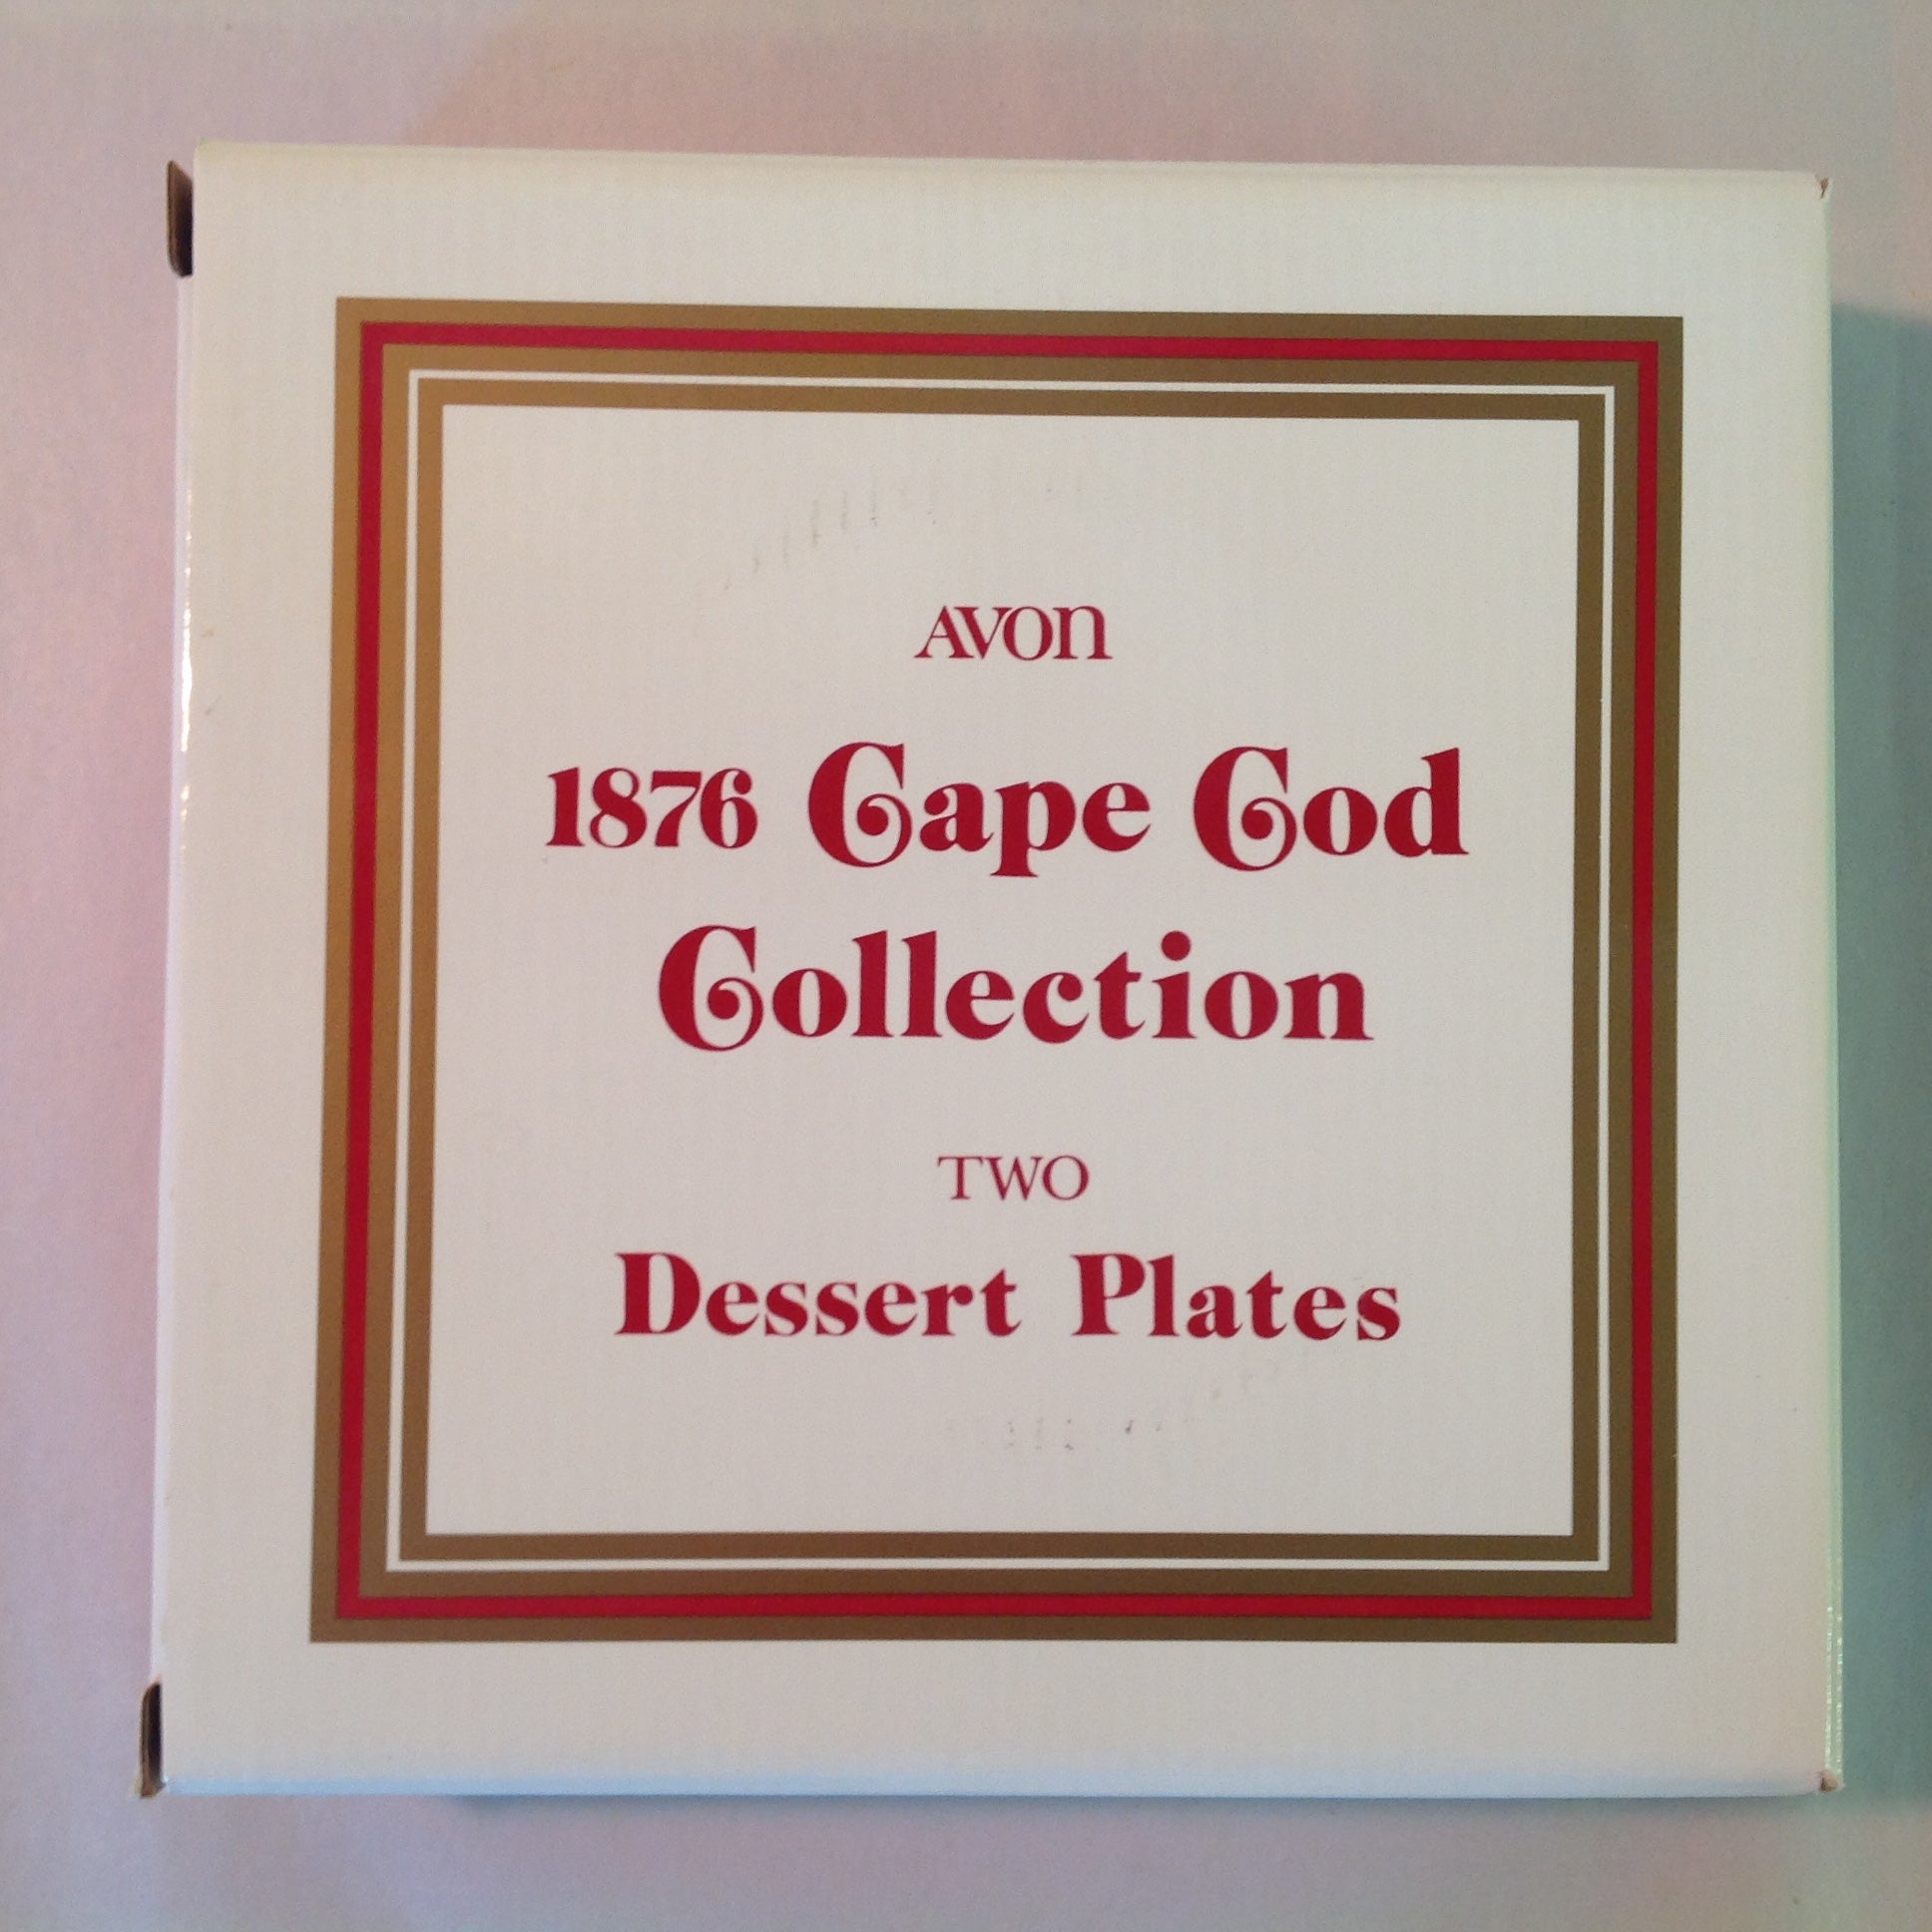 AVON
1876 Cape Cod
Collection
TWO
Dessert Plates